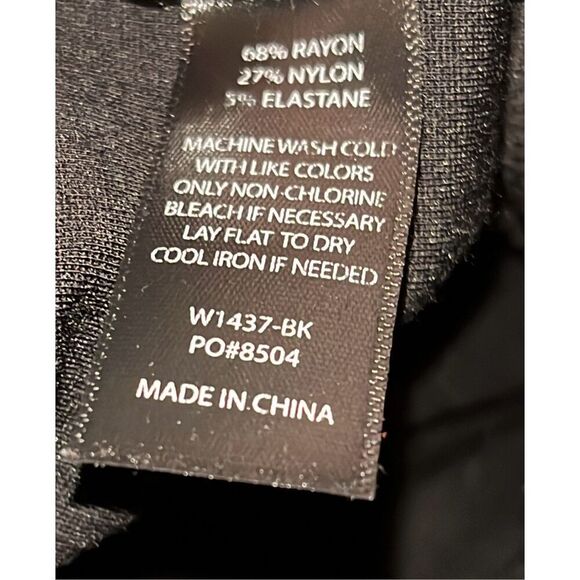 68% RAYON
27% NYLON
5% ELASTANE
MACHINE WASH COLD
WITH LIKE COLORS
ONLY NON-CHLORINE
BLEACH IF NECESSARY
LAY FLAT TO DRY
COOL IRON IF NEEDED
W1437-BK
PO#8504
MADE IN CHINA